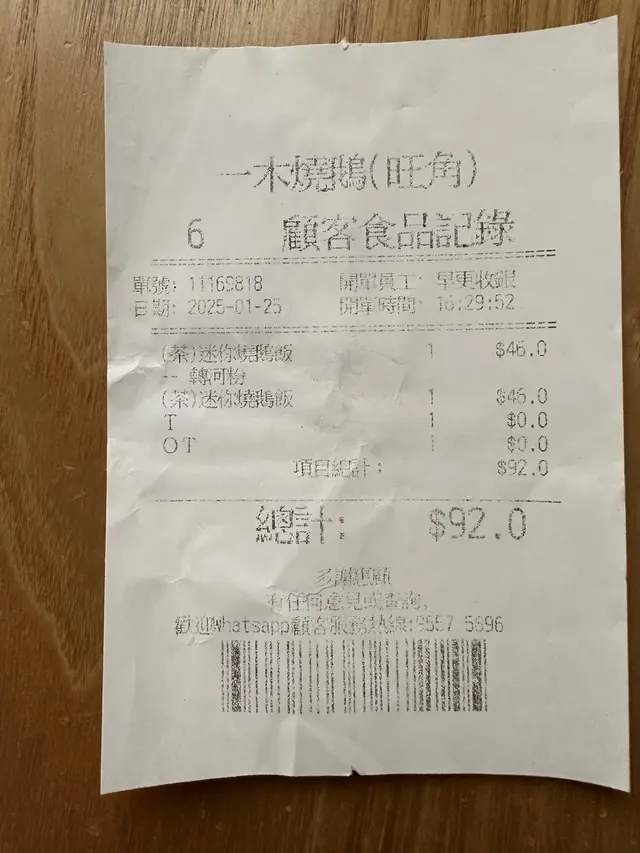 一木燒鵝(旺角)
6 顧客食品記錄
單號: 11169818 開單員工: 早更收銀
日期: 2025-01-25 開單時間: 16:29:52
(茶)迷你燒鵝飯 1 $46.0
-- 轉河粉
(茶)迷你燒鵝飯 1 $46.0
T 1 $0.0
OT 1 $0.0
項目總計: $92.0
總計: $92.0
多謝惠顧
有任何意見或查詢,
歡迎Whatsapp顧客服務熱線:9557 5896